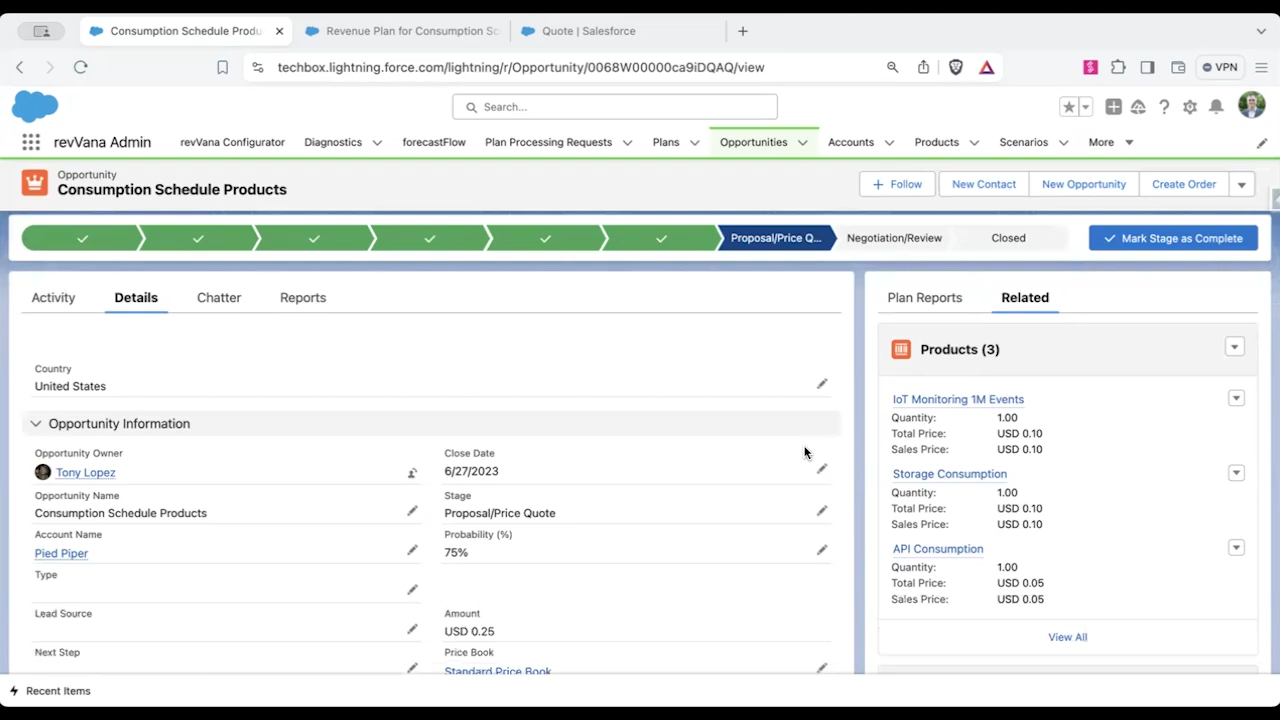 Consumption Schedule Produ
Revenue Plan for Consumption Sc
Quote | Salesforce
techbox.lightning.force.com/lightning/r/Opportunity/0068W00000ca9iDQAQ/view
VPN
Search...
revVana Admin
revVana Configurator
Diagnostics
forecastFlow
Plan Processing Requests
Plans
Opportunities
Accounts
Products
Scenarios
More
Opportunity
Consumption Schedule Products
Follow
New Contact
New Opportunity
Create Order
Proposal/Price Q...
Negotiation/Review
Closed
Mark Stage as Complete
Activity
Details
Chatter
Reports
Country
United States
Opportunity Information
Opportunity Owner
Tony Lopez
Close Date
6/27/2023
Opportunity Name
Consumption Schedule Products
Stage
Proposal/Price Quote
Account Name
Pied Piper
Probability (%)
75%
Type
Lead Source
Amount
USD 0.25
Next Step
Price Book
Standard Price Book
Plan Reports
Related
Products (3)
IoT Monitoring 1M Events
Quantity: 1.00
Total Price: USD 0.10
Sales Price: USD 0.10
Storage Consumption
Quantity: 1.00
Total Price: USD 0.10
Sales Price: USD 0.10
API Consumption
Quantity: 1.00
Total Price: USD 0.05
Sales Price: USD 0.05
View All
Recent Items